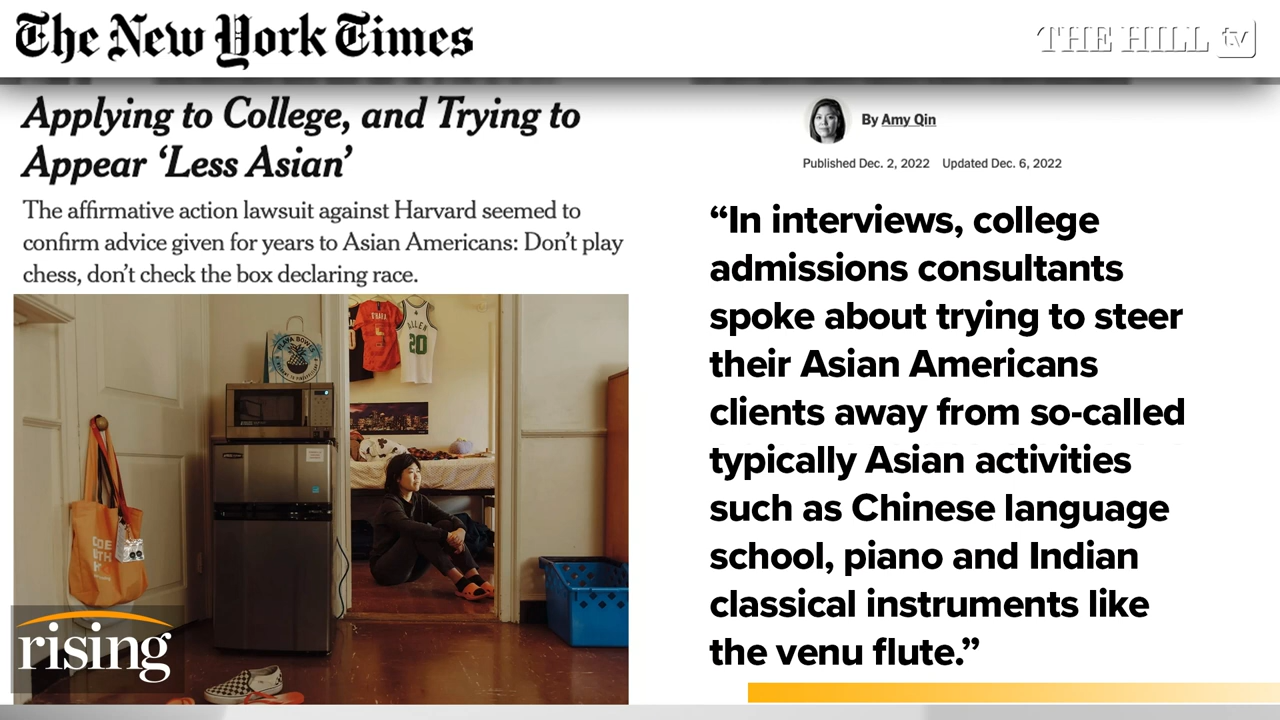 The New York Times
THE HILL tv
Applying to College, and Trying to
Appear ‘Less Asian’
The affirmative action lawsuit against Harvard seemed to
confirm advice given for years to Asian Americans: Don’t play
chess, don’t check the box declaring race.
By Amy Qin
Published Dec. 2, 2022 Updated Dec. 6, 2022
“In interviews, college
admissions consultants
spoke about trying to steer
their Asian Americans
clients away from so-called
typically Asian activities
such as Chinese language
school, piano and Indian
classical instruments like
the venu flute.”
ALLEN
20
rising